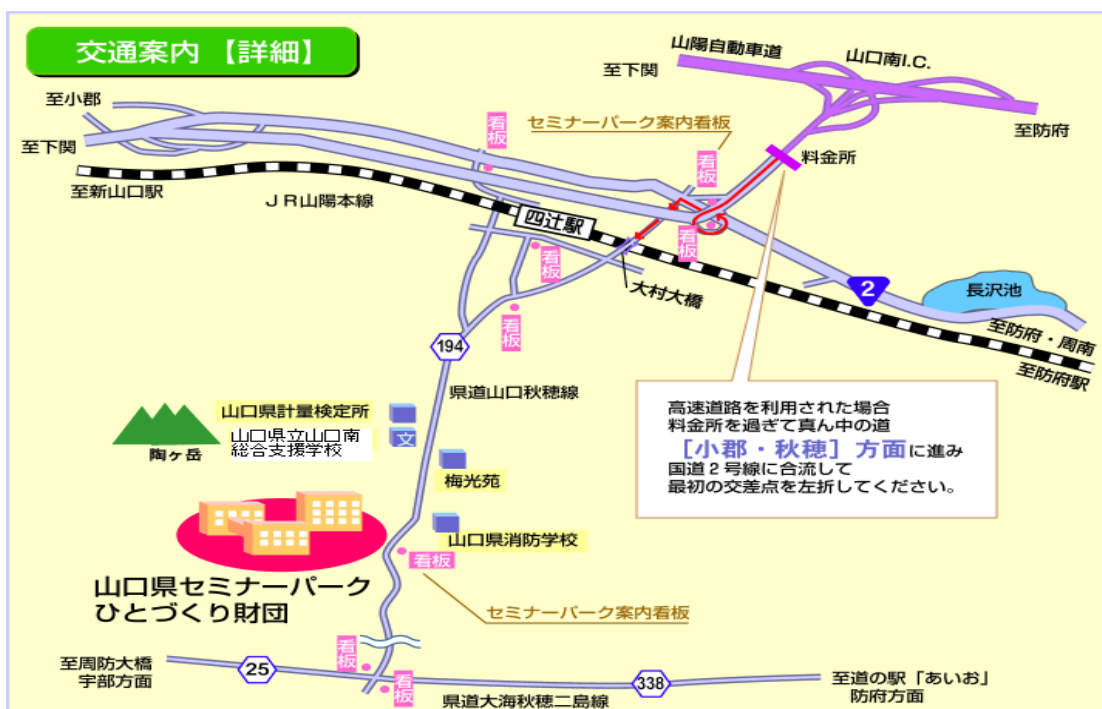 交通案内 【詳細】
山陽自動車道
山口南I.C.
至下関
至防府
料金所
セミナーパーク案内看板
看板
看板
看板
至小郡
至下関
至新山口駅
ＪＲ山陽本線
四辻駅
看板
看板
大村大橋
2
長沢池
至防府・周南
至防府駅
194
県道山口秋穂線
高速道路を利用された場合
料金所を過ぎて真ん中の道
［小郡・秋穂］方面に進み
国道２号線に合流して
最初の交差点を左折してください。
陶ヶ岳
山口県計量検定所
山口県立山口南
総合支援学校
文
梅光苑
山口県消防学校
看板
山口県セミナーパーク
ひとづくり財団
セミナーパーク案内看板
至周防大橋
宇部方面
25
看板
看板
県道大海秋穂二島線
338
至道の駅「あいお」
防府方面